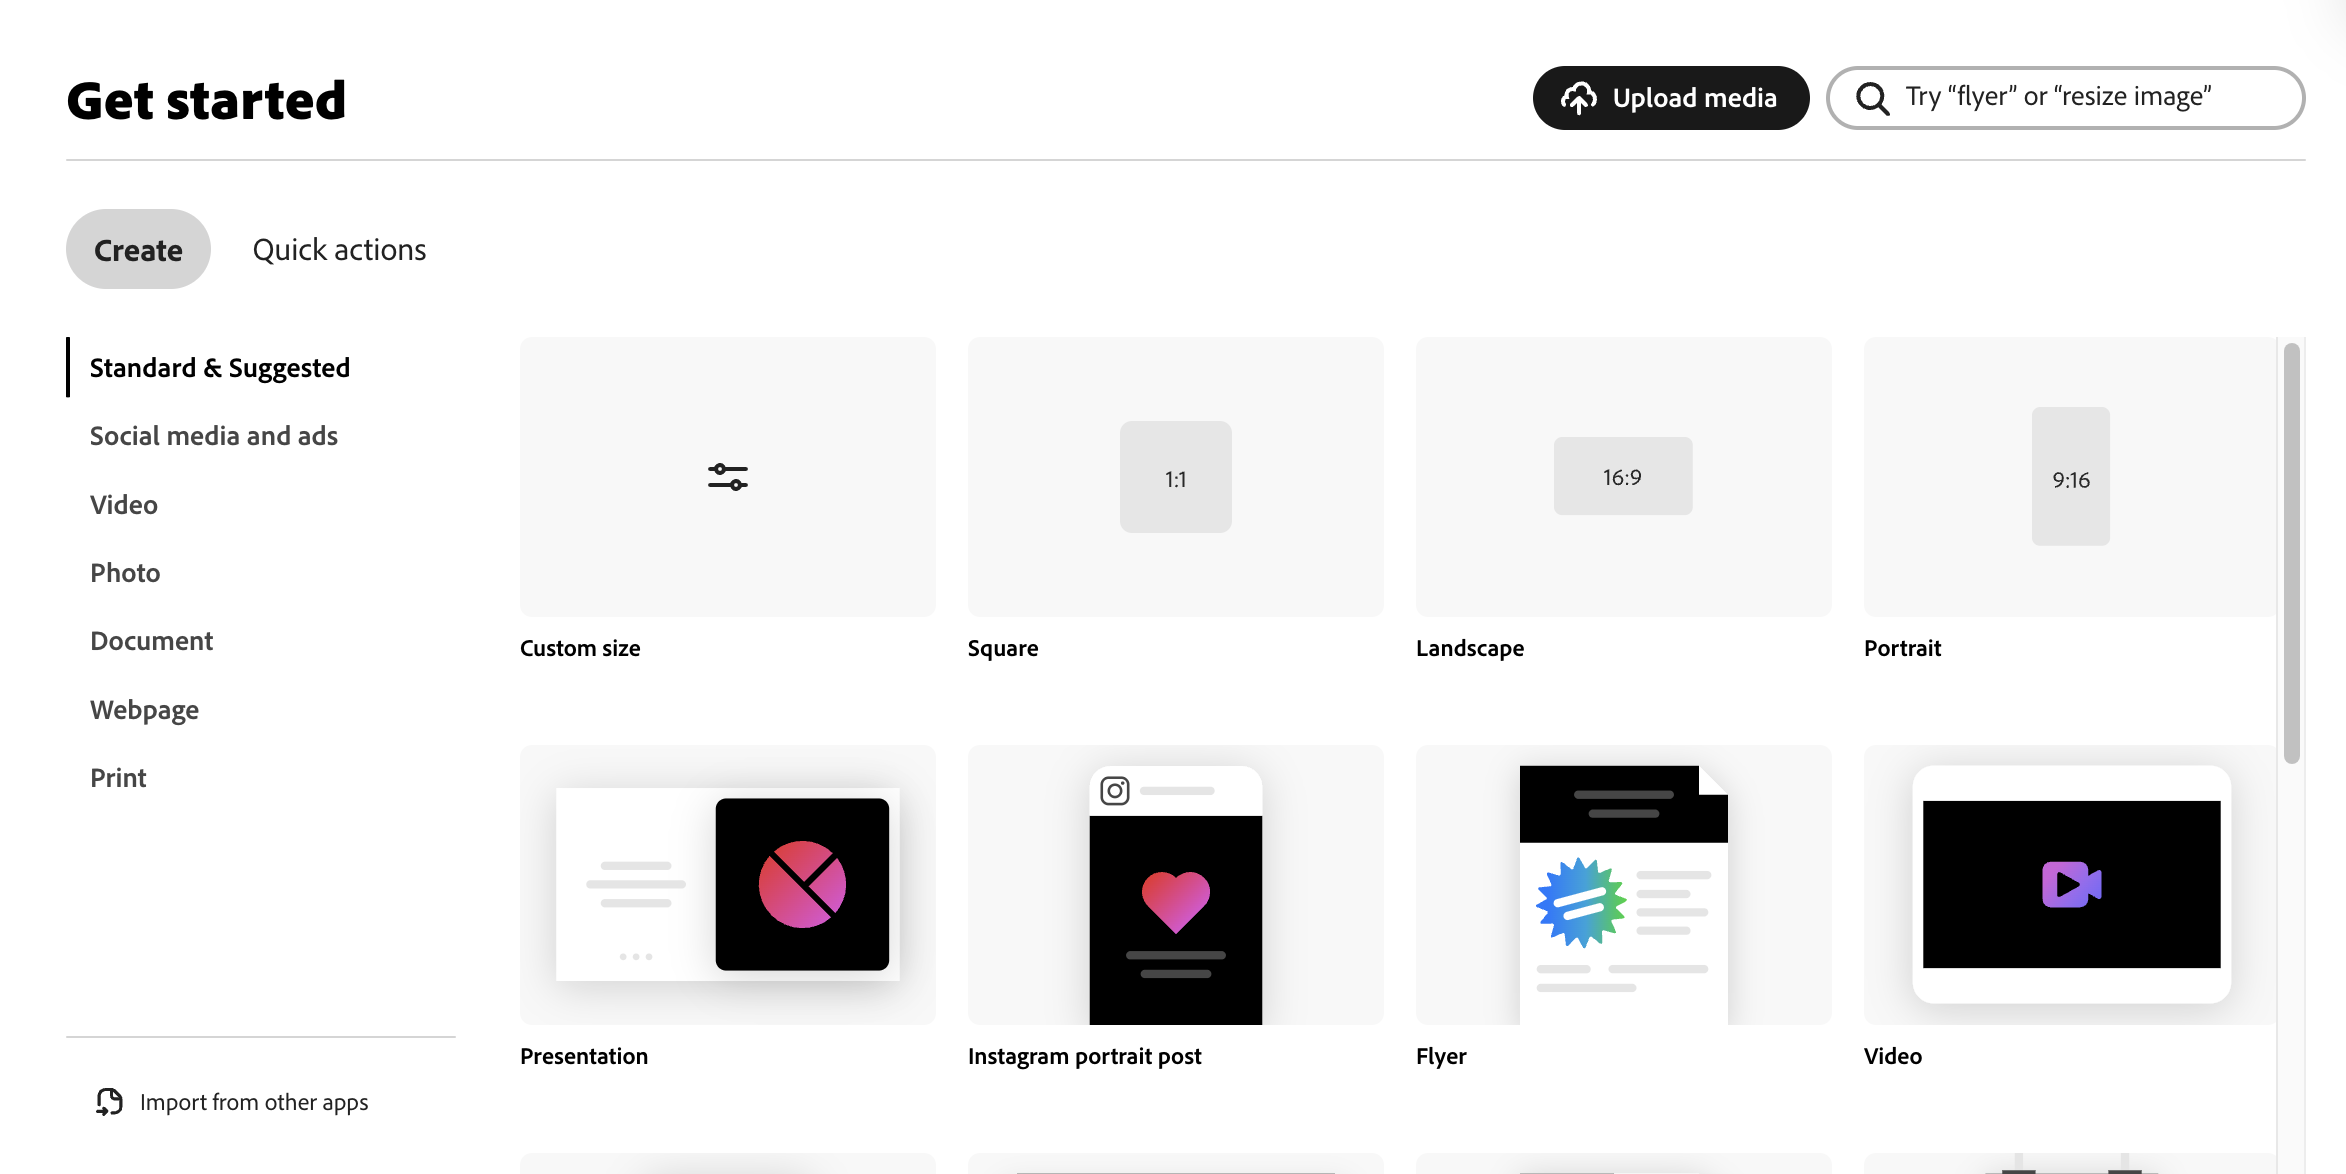 Get started
Upload media
Try “flyer” or “resize image”
Create
Quick actions
Standard & Suggested
Social media and ads
Video
Photo
Document
Webpage
Print
Import from other apps
1:1
16:9
9:16
Custom size
Square
Landscape
Portrait
Presentation
Instagram portrait post
Flyer
Video